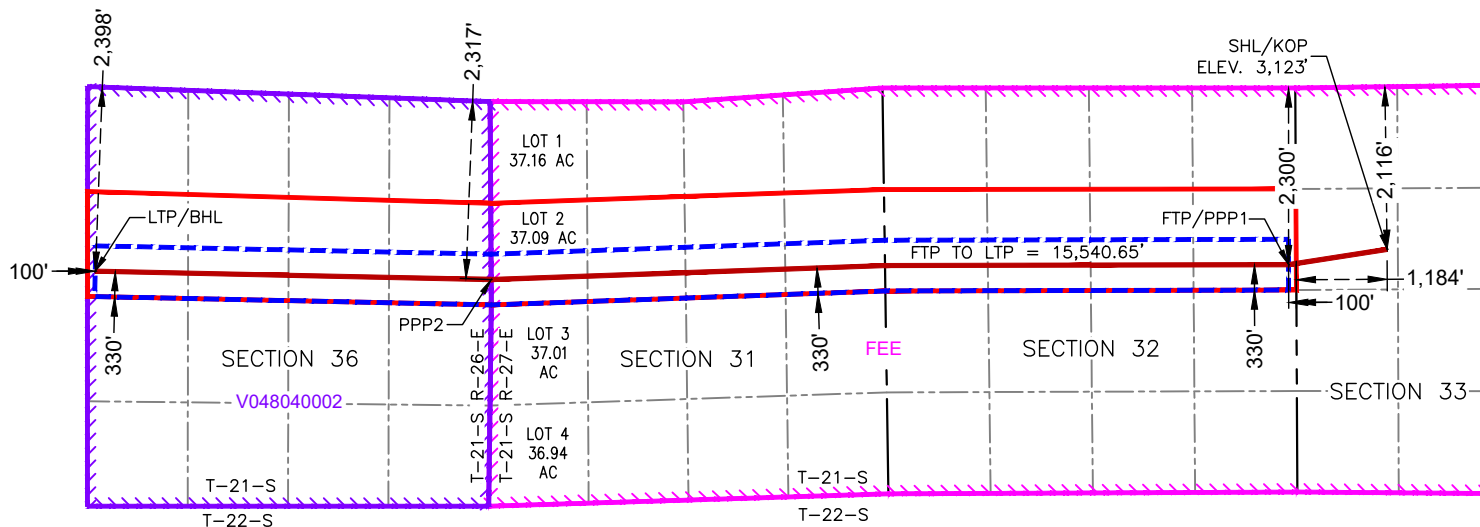 2,398'
2,317'
SHL/KOP
ELEV. 3,123'
LOT 1
37.16 AC
2,300'
2,116'
LTP/BHL
LOT 2
37.09 AC
FTP/PPP1
FTP TO LTP = 15,540.65'
100'
1,184'
100'
PPP2
330'
SECTION 36
V048040002
T-21-S R-26-E
T-21-S R-27-E
LOT 3
37.01
AC
SECTION 31
330'
FEE
SECTION 32
330'
SECTION 33
LOT 4
36.94
AC
T-21-S
T-22-S
T-21-S
T-22-S